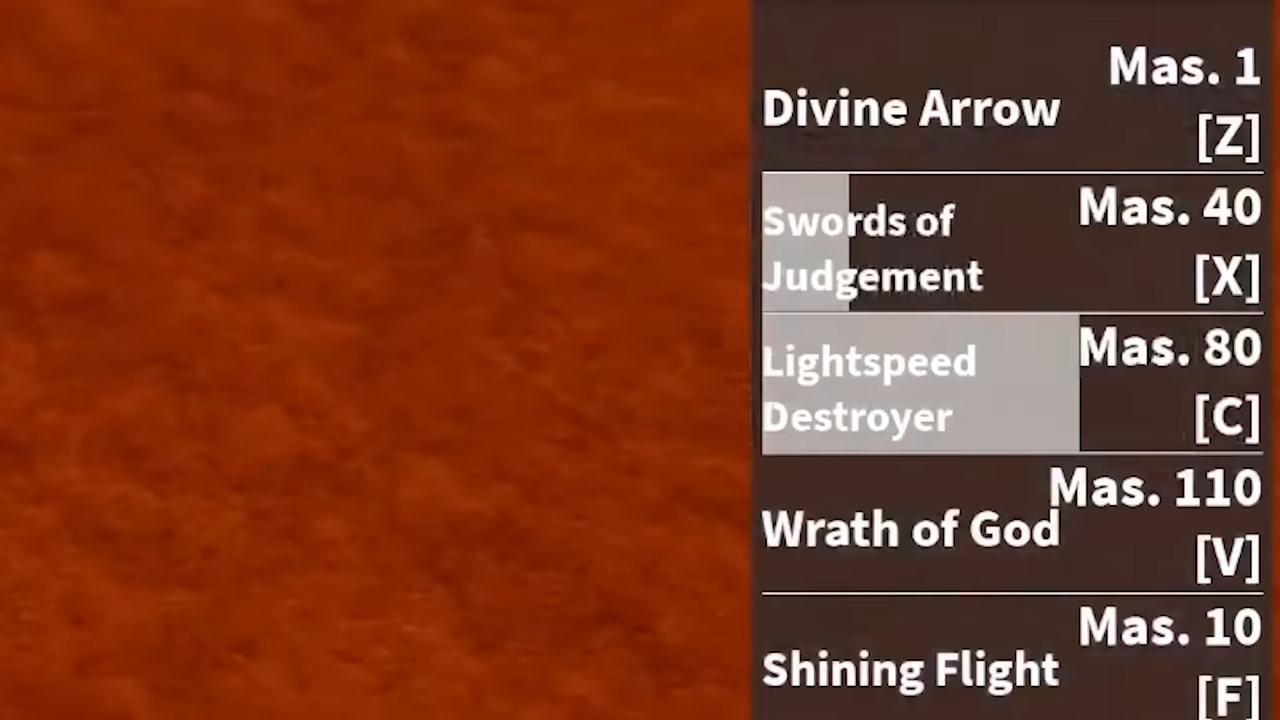 Mas. 1
Divine Arrow
[Z]
Mas. 40
Swords of
Judgement
[X]
Mas. 80
Lightspeed
Destroyer
[C]
Mas. 110
Wrath of God
[V]
Mas. 10
Shining Flight
[F]